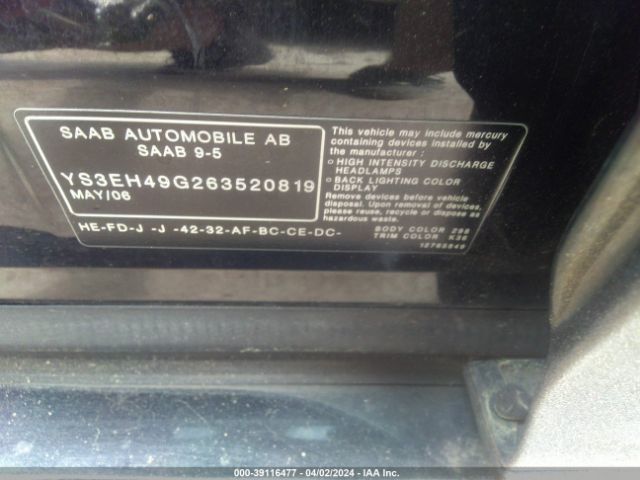 SAAB AUTOMOBILE AB
SAAB 9-5
YS3EH49G263520819
MAY/06
This vehicle may include mercury
containing devices installed by
the manufacturer :
o HIGH INTENSITY DISCHARGE
HEADLAMPS
o BACK LIGHTING COLOR
DISPLAY
Remove devices before vehicle
disposal. Upon removal of devices,
please reuse, recycle or dispose as
hazardous waste.
HE-FD-J -J -42-32-AF-BC-CE-DC-
BODY COLOR 298
TRIM COLOR
000-39116477 - 04/02/2024 - IAA Inc.